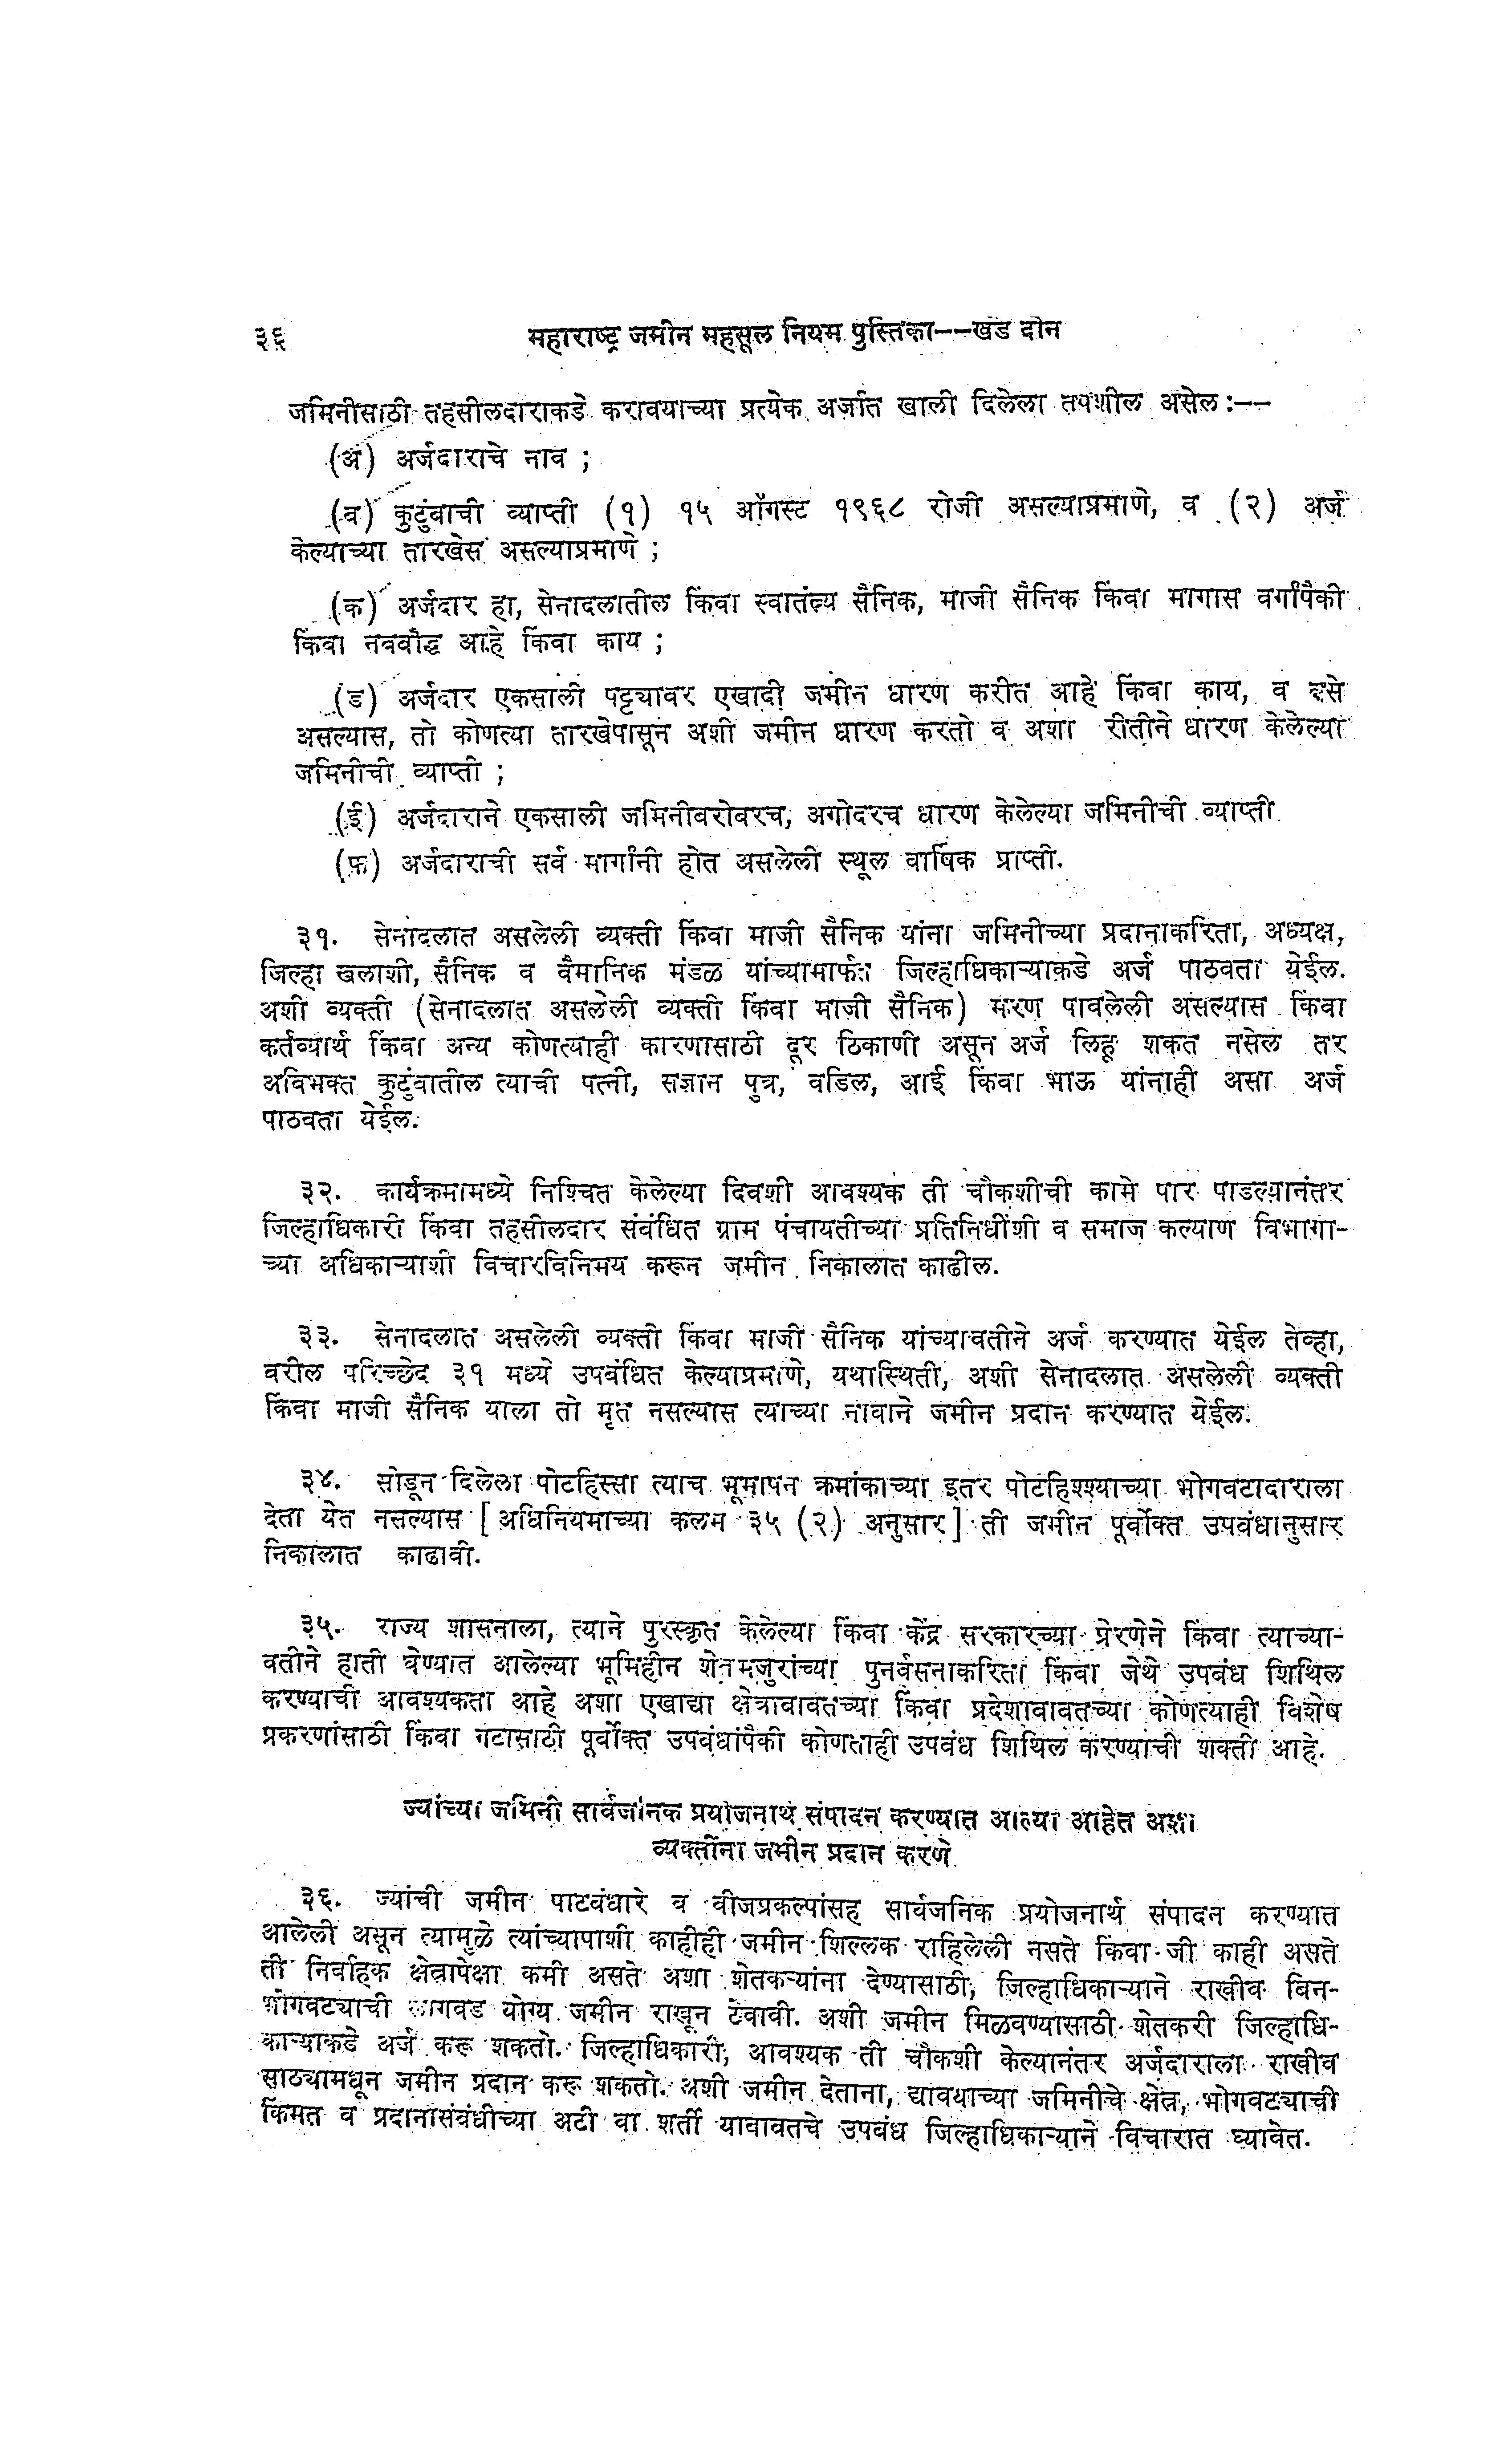 ३६
महाराष्ट्र जमीन महसूल नियम पुस्तिका--खंड दोन
जमिनीसाठी तहसीलदाराकडे करावयाच्या प्रत्येक अर्जात खाली दिलेला तपशील असेल :--
(अ) अर्जदाराचे नाव ;
(ब) कुटुंबाची व्याप्ती (१) १५ ऑगस्ट १९६८ रोजी असल्याप्रमाणे, व (२) अर्ज
केल्याच्या तारखेस असल्याप्रमाणे ;
(क) अर्जदार हा, सेनादलातील किंवा स्वातंत्र्य सैनिक, माजी सैनिक किंवा मागास वर्गांपैकी
किंवा नवबौद्ध आहे किंवा काय ;
(ड) अर्जदार एकसाली पट्ट्यावर एखादी जमीन धारण करीत आहे किंवा काय, व असे
असल्यास, तो कोणत्या तारखेपासून अशी जमीन धारण करतो व अशा रीतीने धारण केलेल्या
जमिनीची व्याप्ती ;
(ई) अर्जदाराने एकसाली जमिनीबरोबरच, अगोदरच धारण केलेल्या जमिनीची व्याप्ती
(फ) अर्जदाराची सर्व मार्गांनी होत असलेली स्थूल वार्षिक प्राप्ती.
३१. सेनादलात असलेली व्यक्ती किंवा माजी सैनिक यांना जमिनीच्या प्रदानाकरिता, अध्यक्ष,
जिल्हा खलाशी, सैनिक व वैमानिक मंडळ यांच्यामार्फत जिल्हाधिकाऱ्याकडे अर्ज पाठवता येईल.
अशी व्यक्ती (सेनादलात असलेली व्यक्ती किंवा माजी सैनिक) मरण पावलेली असल्यास किंवा
कर्तव्यार्थ किंवा अन्य कोणत्याही कारणासाठी दूर ठिकाणी असून अर्ज लिहू शकत नसेल तर
अविभक्त कुटुंबातील त्याची पत्नी, सज्ञान पुत्र, वडिल, आई किंवा भाऊ यांनाही असा अर्ज
पाठवता येईल.
३२. कार्यक्रमामध्ये निश्चित केलेल्या दिवशी आवश्यक ती चौकशीची कामे पार पाडल्यानंतर
जिल्हाधिकारी किंवा तहसीलदार संबंधित ग्राम पंचायतीच्या प्रतिनिधींशी व समाज कल्याण विभागा-
च्या अधिकाऱ्याशी विचारविनिमय करून जमीन निकालात काढील.
३३. सेनादलात असलेली व्यक्ती किंवा माजी सैनिक यांच्यावतीने अर्ज करण्यात येईल तेव्हा,
वरील परिच्छेद ३१ मध्ये उपबंधित केल्याप्रमाणे, यथास्थिती, अशी सेनादलात असलेली व्यक्ती
किंवा माजी सैनिक याला तो मृत नसल्यास त्याच्या नावाने जमीन प्रदान करण्यात येईल.
३४. सोडून दिलेला पोटहिस्सा त्याच भूमापन क्रमांकाच्या इतर पोटहिश्श्याच्या भोगवटादाराला
देता येत नसल्यास [अधिनियमाच्या कलम ३५ (२) अनुसार] ती जमीन पूर्वोक्त उपबंधानुसार
निकालात काढावी.
३५. राज्य शासनाला, त्याने पुरस्कृत केलेल्या किंवा केंद्र सरकारच्या प्रेरणेने किंवा त्याच्या-
वतीने हाती घेण्यात आलेल्या भूमिहीन शेतमजुरांच्या पुनर्वसनाकरिता किंवा जेथे उपबंध शिथिल
करण्याची आवश्यकता आहे अशा एखाद्या क्षेत्राबाबतच्या किंवा प्रदेशाबाबतच्या कोणत्याही विशेष
प्रकरणांसाठी किंवा गटासाठी पूर्वोक्त उपबंधांपैकी कोणताही उपबंध शिथिल करण्याची शक्ती आहे.
ज्यांच्या जमिनी सार्वजनिक प्रयोजनार्थ संपादन करण्यात आल्या आहेत अशा
व्यक्तींना जमीन प्रदान करणे
३६. ज्यांची जमीन पाटबंधारे व वीजप्रकल्पांसह सार्वजनिक प्रयोजनार्थ संपादन करण्यात
आलेली असून त्यामुळे त्यांच्यापाशी काहीही जमीन शिल्लक राहिलेली नसते किंवा जी काही असते
ती निर्वाहक क्षेत्रापेक्षा कमी असते अशा शेतकऱ्यांना देण्यासाठी, जिल्हाधिकाऱ्याने राखीव बिन-
भोगवट्याची लागवड योग्य जमीन राखून ठेवावी. अशी जमीन मिळवण्यासाठी शेतकरी जिल्हाधि-
काऱ्याकडे अर्ज करू शकतो. जिल्हाधिकारी, आवश्यक ती चौकशी केल्यानंतर अर्जदाराला राखीव
साठ्यामधून जमीन प्रदान करू शकतो. अशी जमीन देताना, द्यावयाच्या जमिनीचे क्षेत्र, भोगवट्याची
किंमत व प्रदानासंबंधीच्या अटी वा शर्ती याबाबतचे उपबंध जिल्हाधिकाऱ्याने विचारात घ्यावेत.